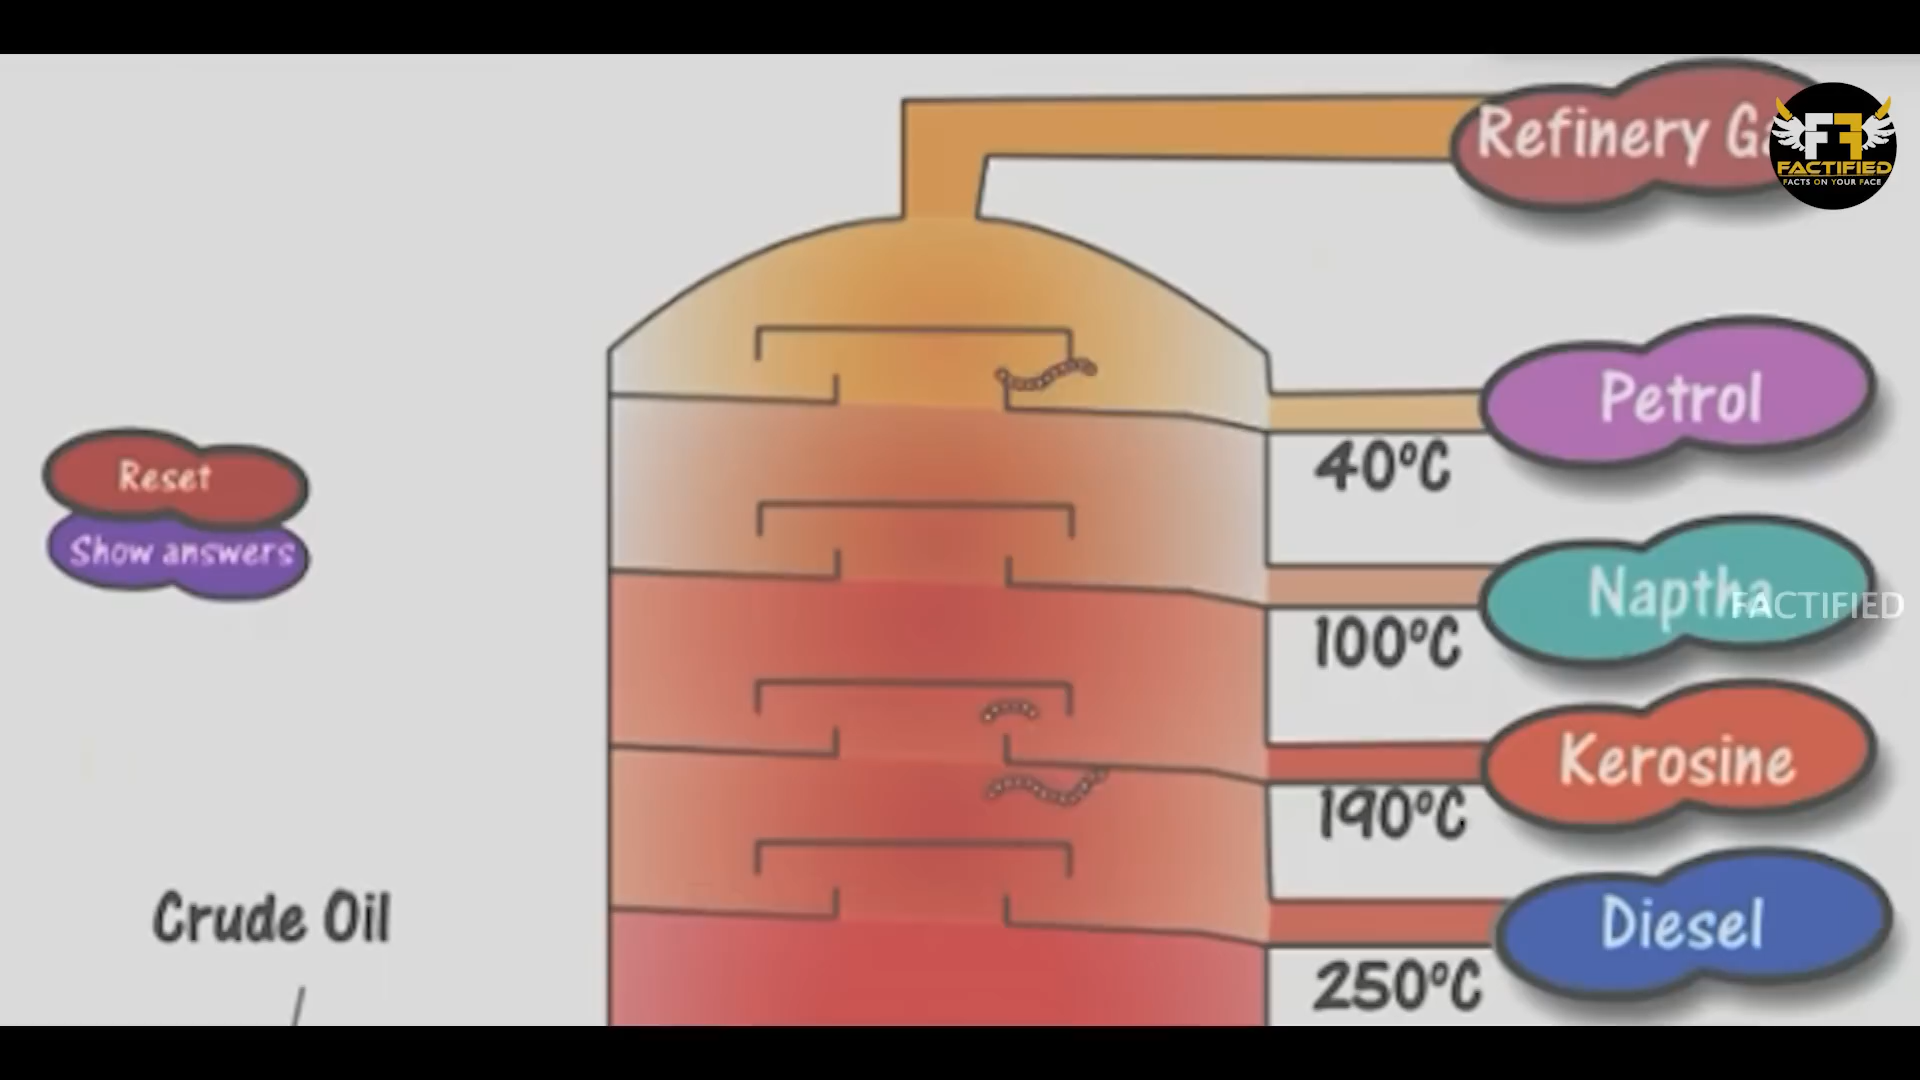 Refinery
FF
FACTIFIED
FACTS ON YOUR FACE
Petrol
40°C
Reset
Show answers
Naptha
FACTIFIED
100°C
Kerosine
190°C
Crude Oil
Diesel
250°C